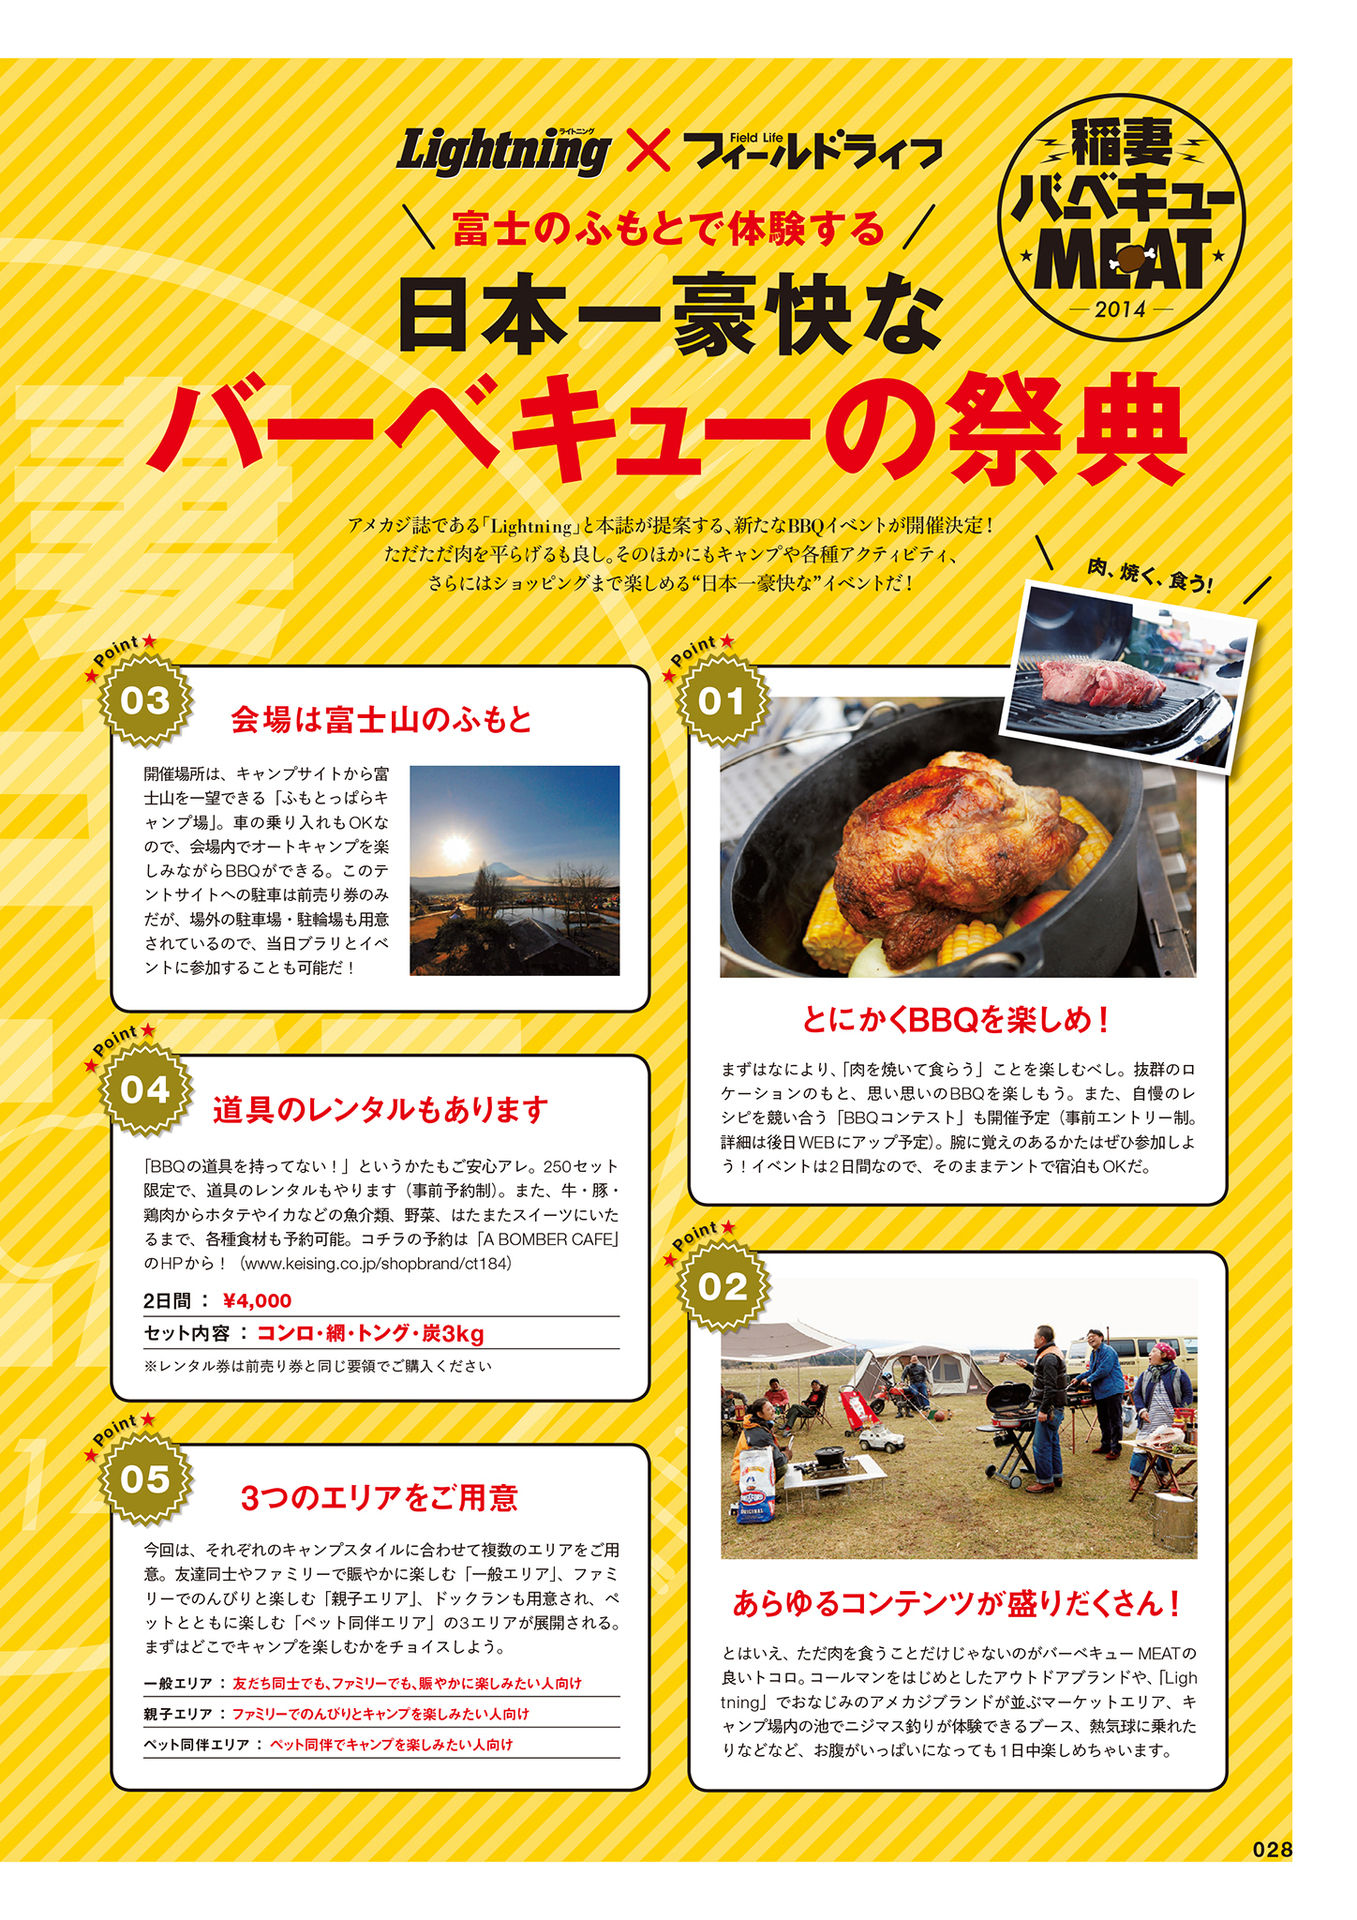 Lightning
ライトニング
×
Field Life
フィールドライフ
稲妻
バーベキュー
MEAT
2014
富士のふもとで体験する
日本一豪快な
バーベキューの祭典
アメカジ誌である「Lightning」と本誌が提案する、新たなBBQイベントが開催決定！
ただただ肉を平らげるも良し。そのほかにもキャンプや各種アクティビティ、
さらにはショッピングまで楽しめる“日本一豪快な”イベントだ！
肉、焼く、食う！
Point
01
とにかくBBQを楽しめ！
まずはなにより、「肉を焼いて食らう」ことを楽しむべし。抜群のロ
ケーションのもと、思い思いのBBQを楽しもう。また、自慢のレ
シピを競い合う「BBQコンテスト」も開催予定（事前エントリー制。
詳細は後日WEBにアップ予定）。腕に覚えのあるかたはぜひ参加しよ
う！イベントは2日間なので、そのままテントで宿泊もOKだ。
Point
02
あらゆるコンテンツが盛りだくさん！
とはいえ、ただ肉を食うことだけじゃないのがバーベキューMEATの
良いトコロ。コールマンをはじめとしたアウトドアブランドや、「Ligh
tning」でおなじみのアメカジブランドが並ぶマーケットエリア、キ
ャンプ場内の池でニジマス釣りが体験できるブース、熱気球に乗れた
りなどなど、お腹がいっぱいになっても1日中楽しめちゃいます。
Point
03
会場は富士山のふもと
開催場所は、キャンプサイトから富
士山を一望できる「ふもとっぱらキ
ャンプ場」。車の乗り入れもOKな
ので、会場内でオートキャンプを楽
しみながらBBQができる。このテ
ントサイトへの駐車は前売り券のみ
だが、場外の駐車場・駐輪場も用意
されているので、当日ブラリとイベ
ントに参加することも可能だ！
Point
04
道具のレンタルもあります
「BBQの道具を持ってない！」というかたもご安心アレ。250セット
限定で、道具のレンタルもやります（事前予約制）。また、牛・豚・
鶏肉からホタテやイカなどの魚介類、野菜、はたまたスイーツにいた
るまで、各種食材も予約可能。コチラの予約は「A BOMBER CAFE」
のHPから！（www.keising.co.jp/shopbrand/ct184）
2日間 ： ¥4,000
セット内容 ： コンロ・網・トング・炭3kg
※レンタル券は前売り券と同じ要領でご購入ください
Point
05
3つのエリアをご用意
今回は、それぞれのキャンプスタイルに合わせて複数のエリアをご用
意。友達同士やファミリーで賑やかに楽しむ「一般エリア」、ファミ
リーでのんびりと楽しむ「親子エリア」、ドックランも用意され、ペ
ットとともに楽しむ「ペット同伴エリア」の3エリアが展開される。
まずはどこでキャンプを楽しむかをチョイスしよう。
一般エリア ： 友だち同士でも、ファミリーでも、賑やかに楽しみたい人向け
親子エリア ： ファミリーでのんびりとキャンプを楽しみたい人向け
ペット同伴エリア ： ペット同伴でキャンプを楽しみたい人向け
028